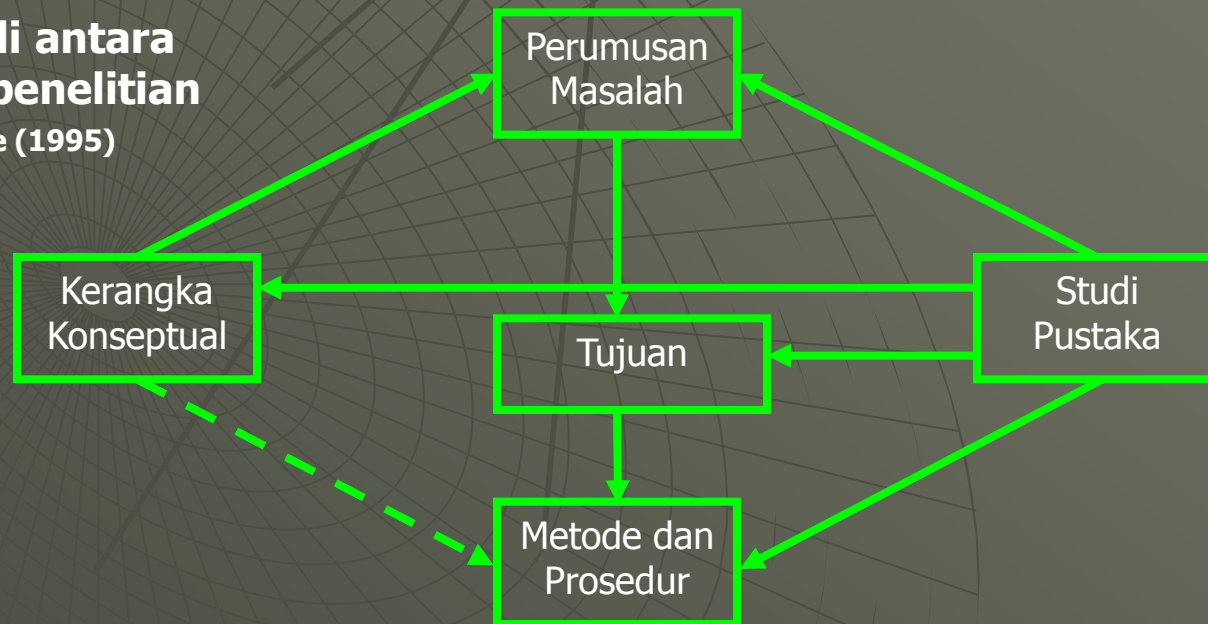 di antara
penelitian
(1995)
Perumusan
Masalah
Kerangka
Konseptual
Studi
Pustaka
Tujuan
Metode dan
Prosedur